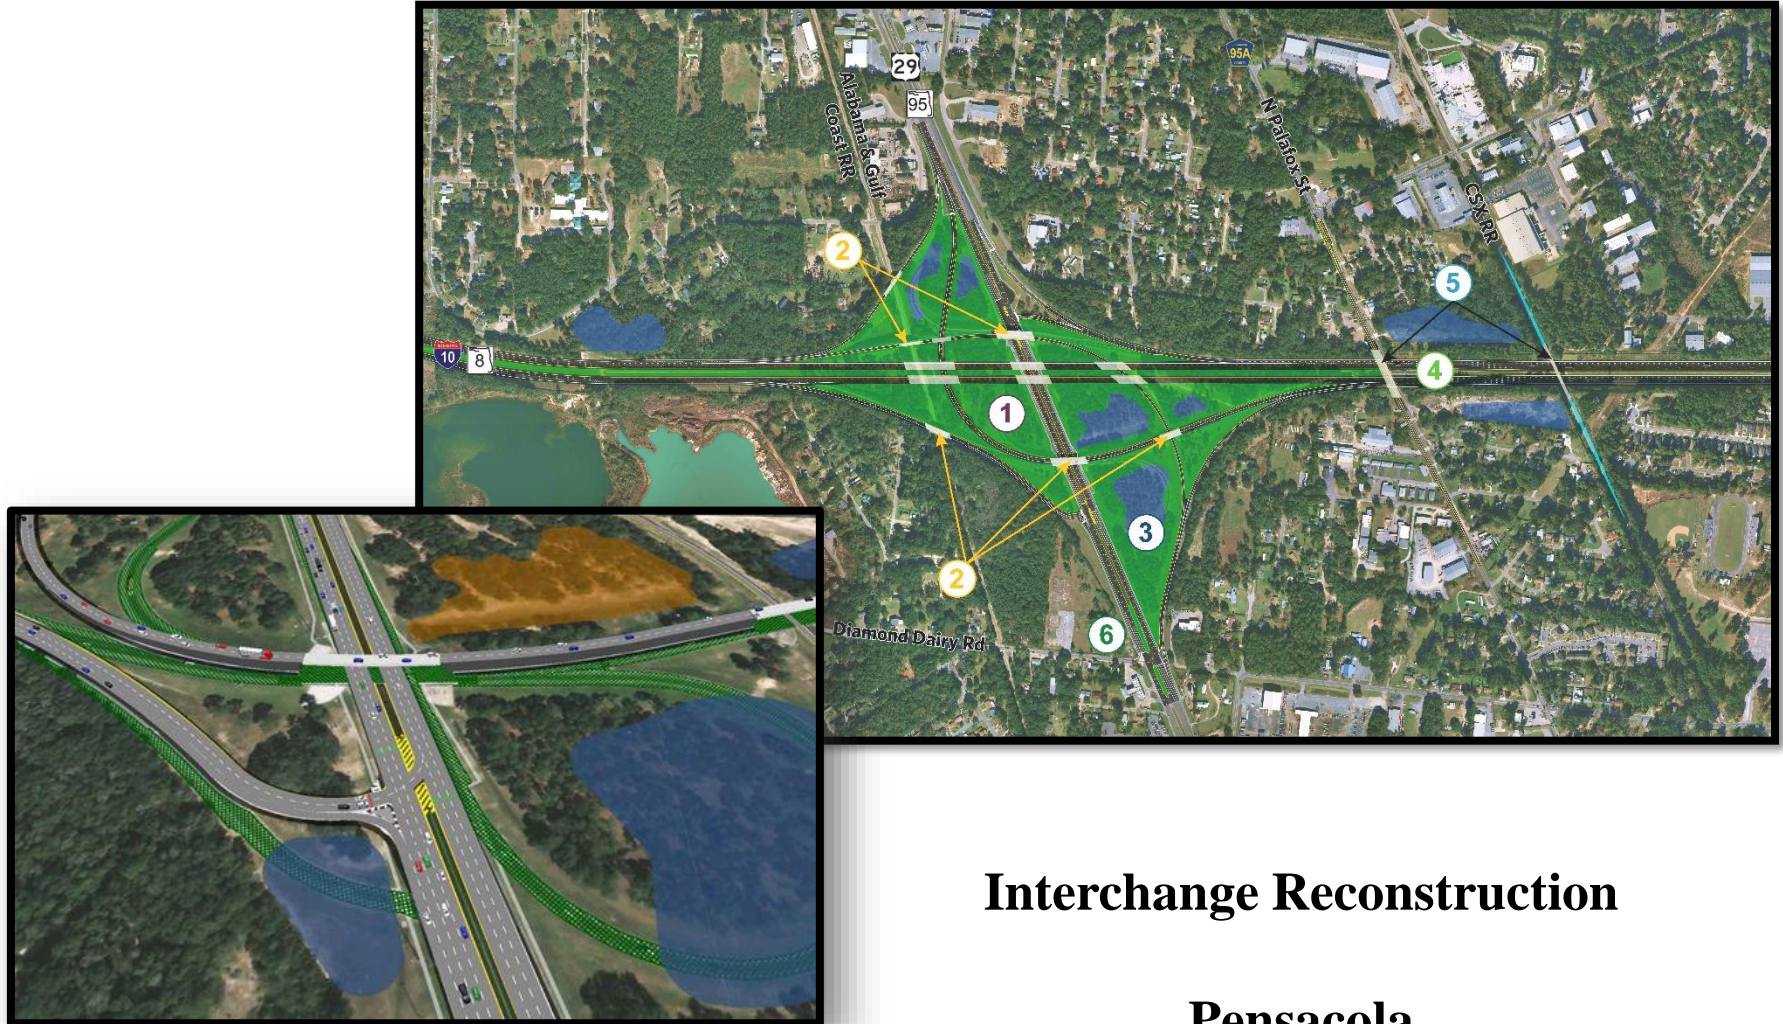 29
95
95A
Alabama & Gulf
Coast RR
N Palafox St
CSX RR
2
5
10
8
4
1
3
2
6
Diamond Dairy Rd
Interchange Reconstruction
Pensacola